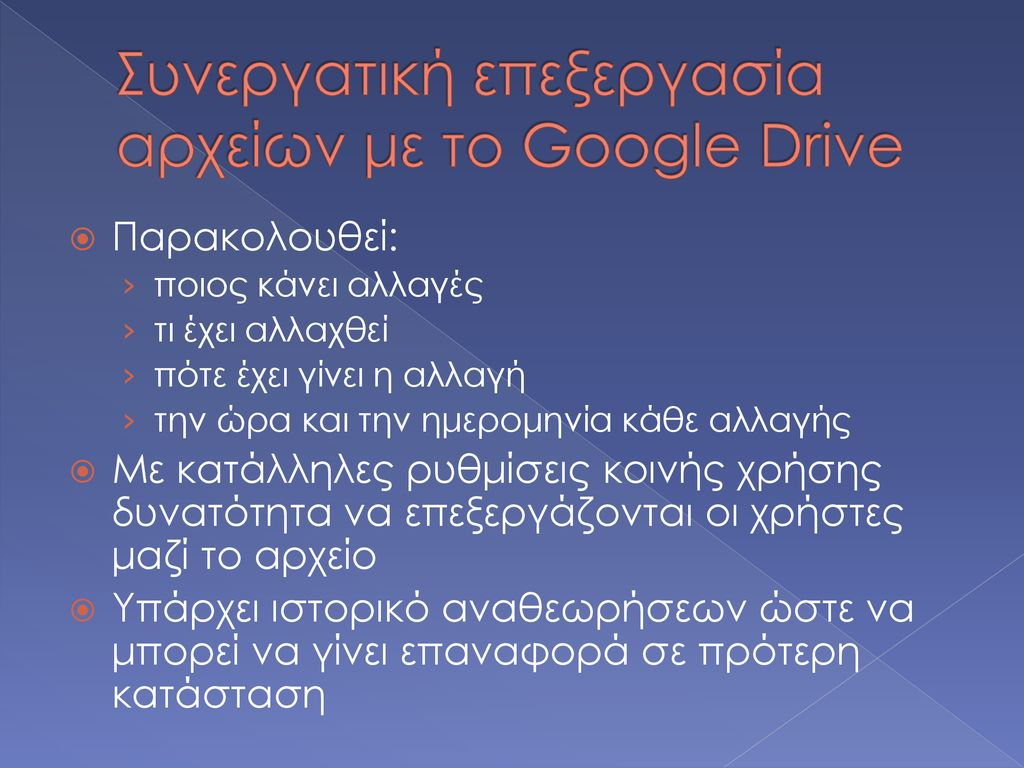 Συνεργατική επεξεργασία
αρχείων με το Google Drive
Παρακολουθεί:
ποιος κάνει αλλαγές
τι έχει αλλαχθεί
πότε έχει γίνει η αλλαγή
την ώρα και την ημερομηνία κάθε αλλαγής
Με κατάλληλες ρυθμίσεις κοινής χρήσης
δυνατότητα να επεξεργάζονται οι χρήστες
μαζί το αρχείο
Υπάρχει ιστορικό αναθεωρήσεων ώστε να
μπορεί να γίνει επαναφορά σε πρότερη
κατάσταση